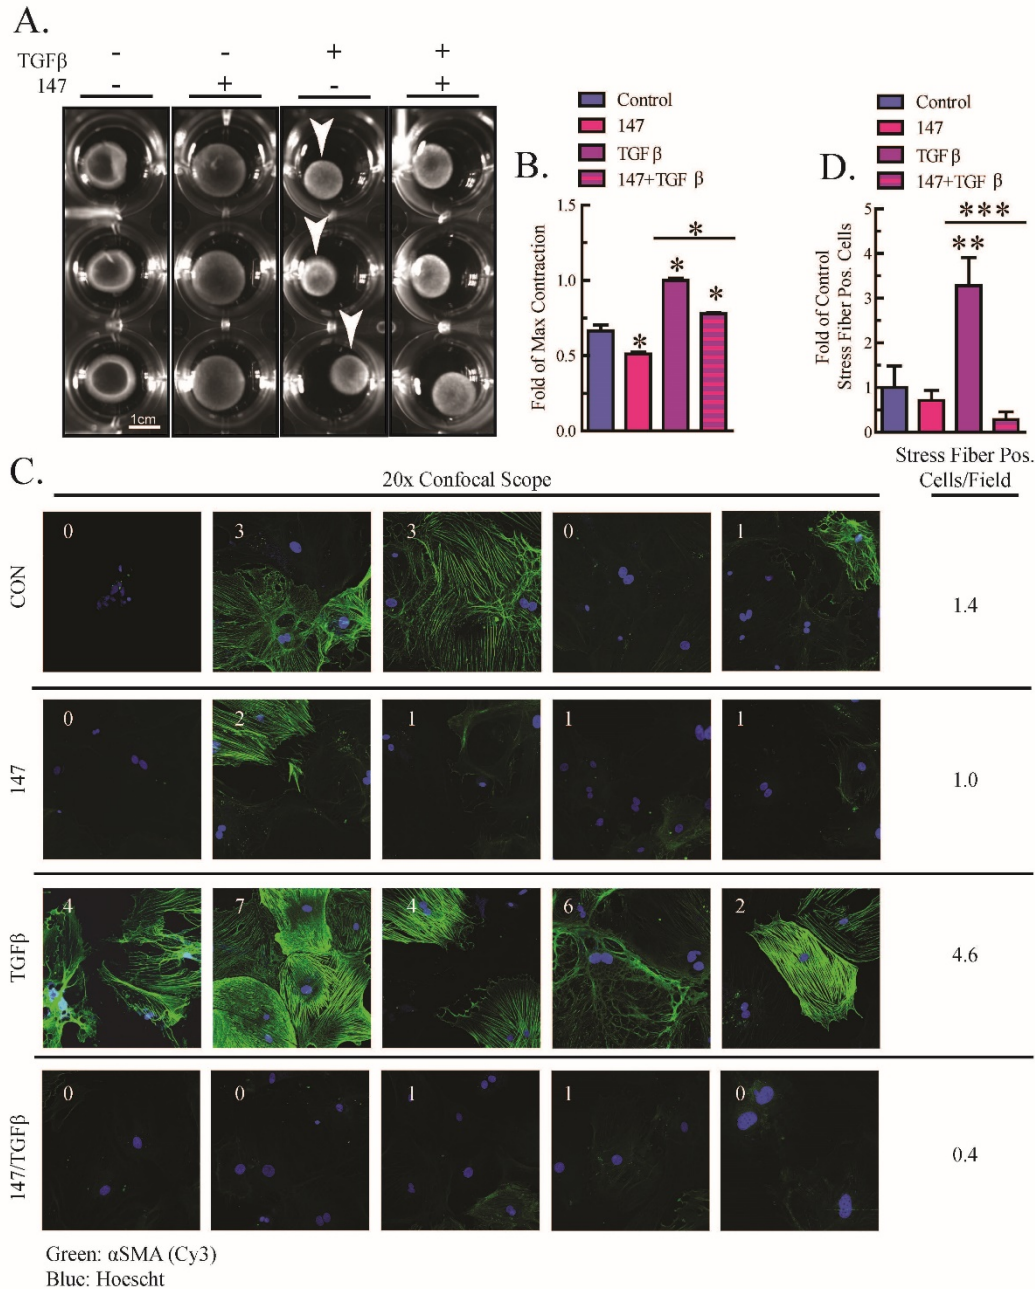 A.
TGFβ - - + +
147 - + - +
1cm
Control
147
TGFβ
147+TGF β
B.
Fold of Max Contraction
1.5
1.0
0.5
0.0
*
*
*
*
Control
147
TGFβ
147+TGF β
D.
Fold of Control
Stress Fiber Pos. Cells
5
4
3
2
1
0
***
**
Stress Fiber Pos.
Cells/Field
C.
20x Confocal Scope
CON
0 3 3 0 1
1.4
147
0 2 1 1 1
1.0
TGFβ
4 7 4 6 2
4.6
147/TGFβ
0 0 1 1 0
0.4
Green: αSMA (Cy3)
Blue: Hoescht